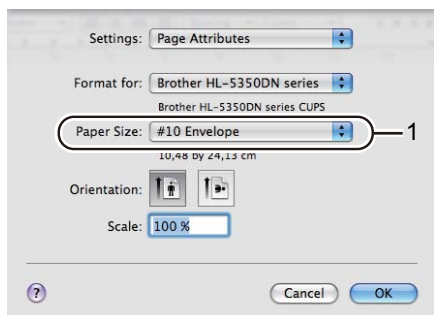 Settings: Page Attributes
Format for: Brother HL-5350DN series
Brother HL-5350DN series CUPS
Paper Size: #10 Envelope 1
10,48 by 24,13 cm
Orientation:
Scale: 100 %
? Cancel OK